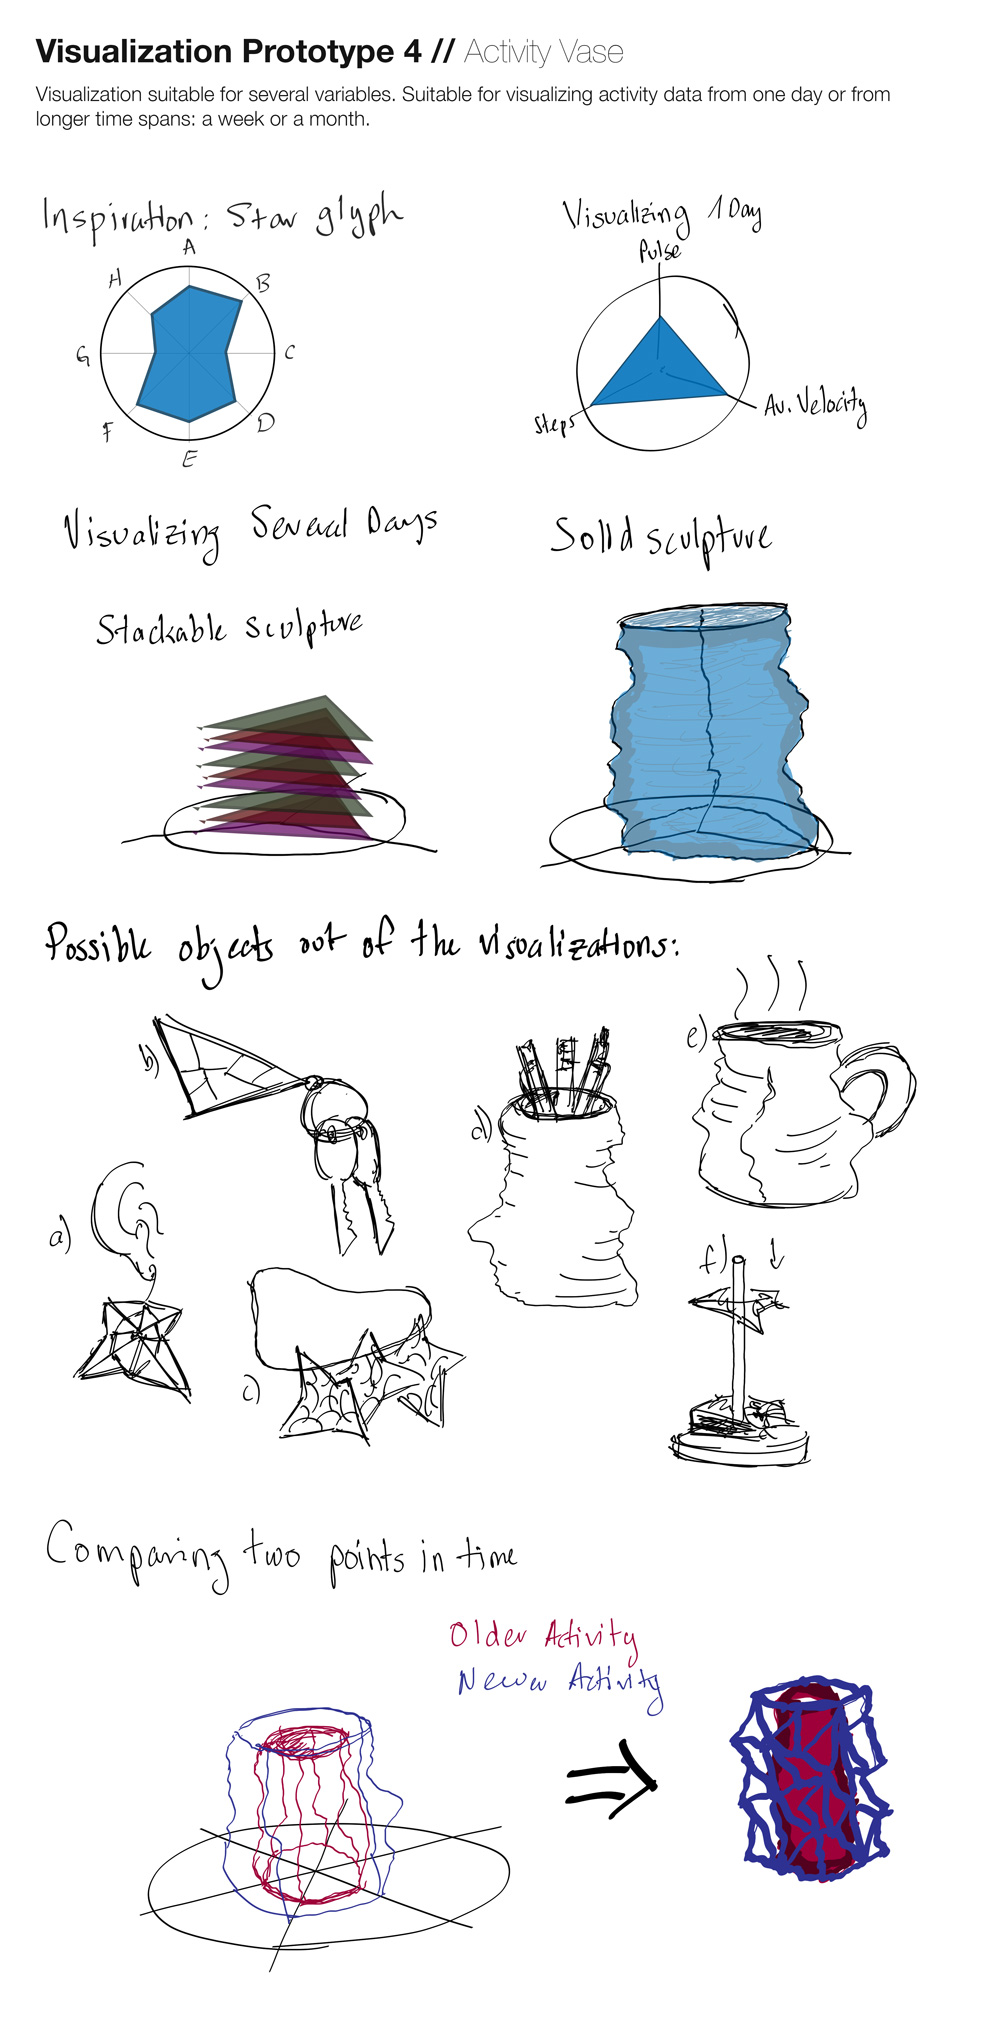 Visualization Prototype 4 // Activity Vase
Visualization suitable for several variables. Suitable for visualizing activity data from one day or from
longer time spans: a week or a month.
Inspiration: Star glyph
A
B
C
D
E
F
G
H
Visualizing 1 Day
Pulse
Av. Velocity
Steps
Visualizing Several Days
Stackable sculpture
Solid sculpture
Possible objects out of the visualizations:
a)
b)
c)
d)
e)
f)
Comparing two points in time
Older Activity
Newer Activity